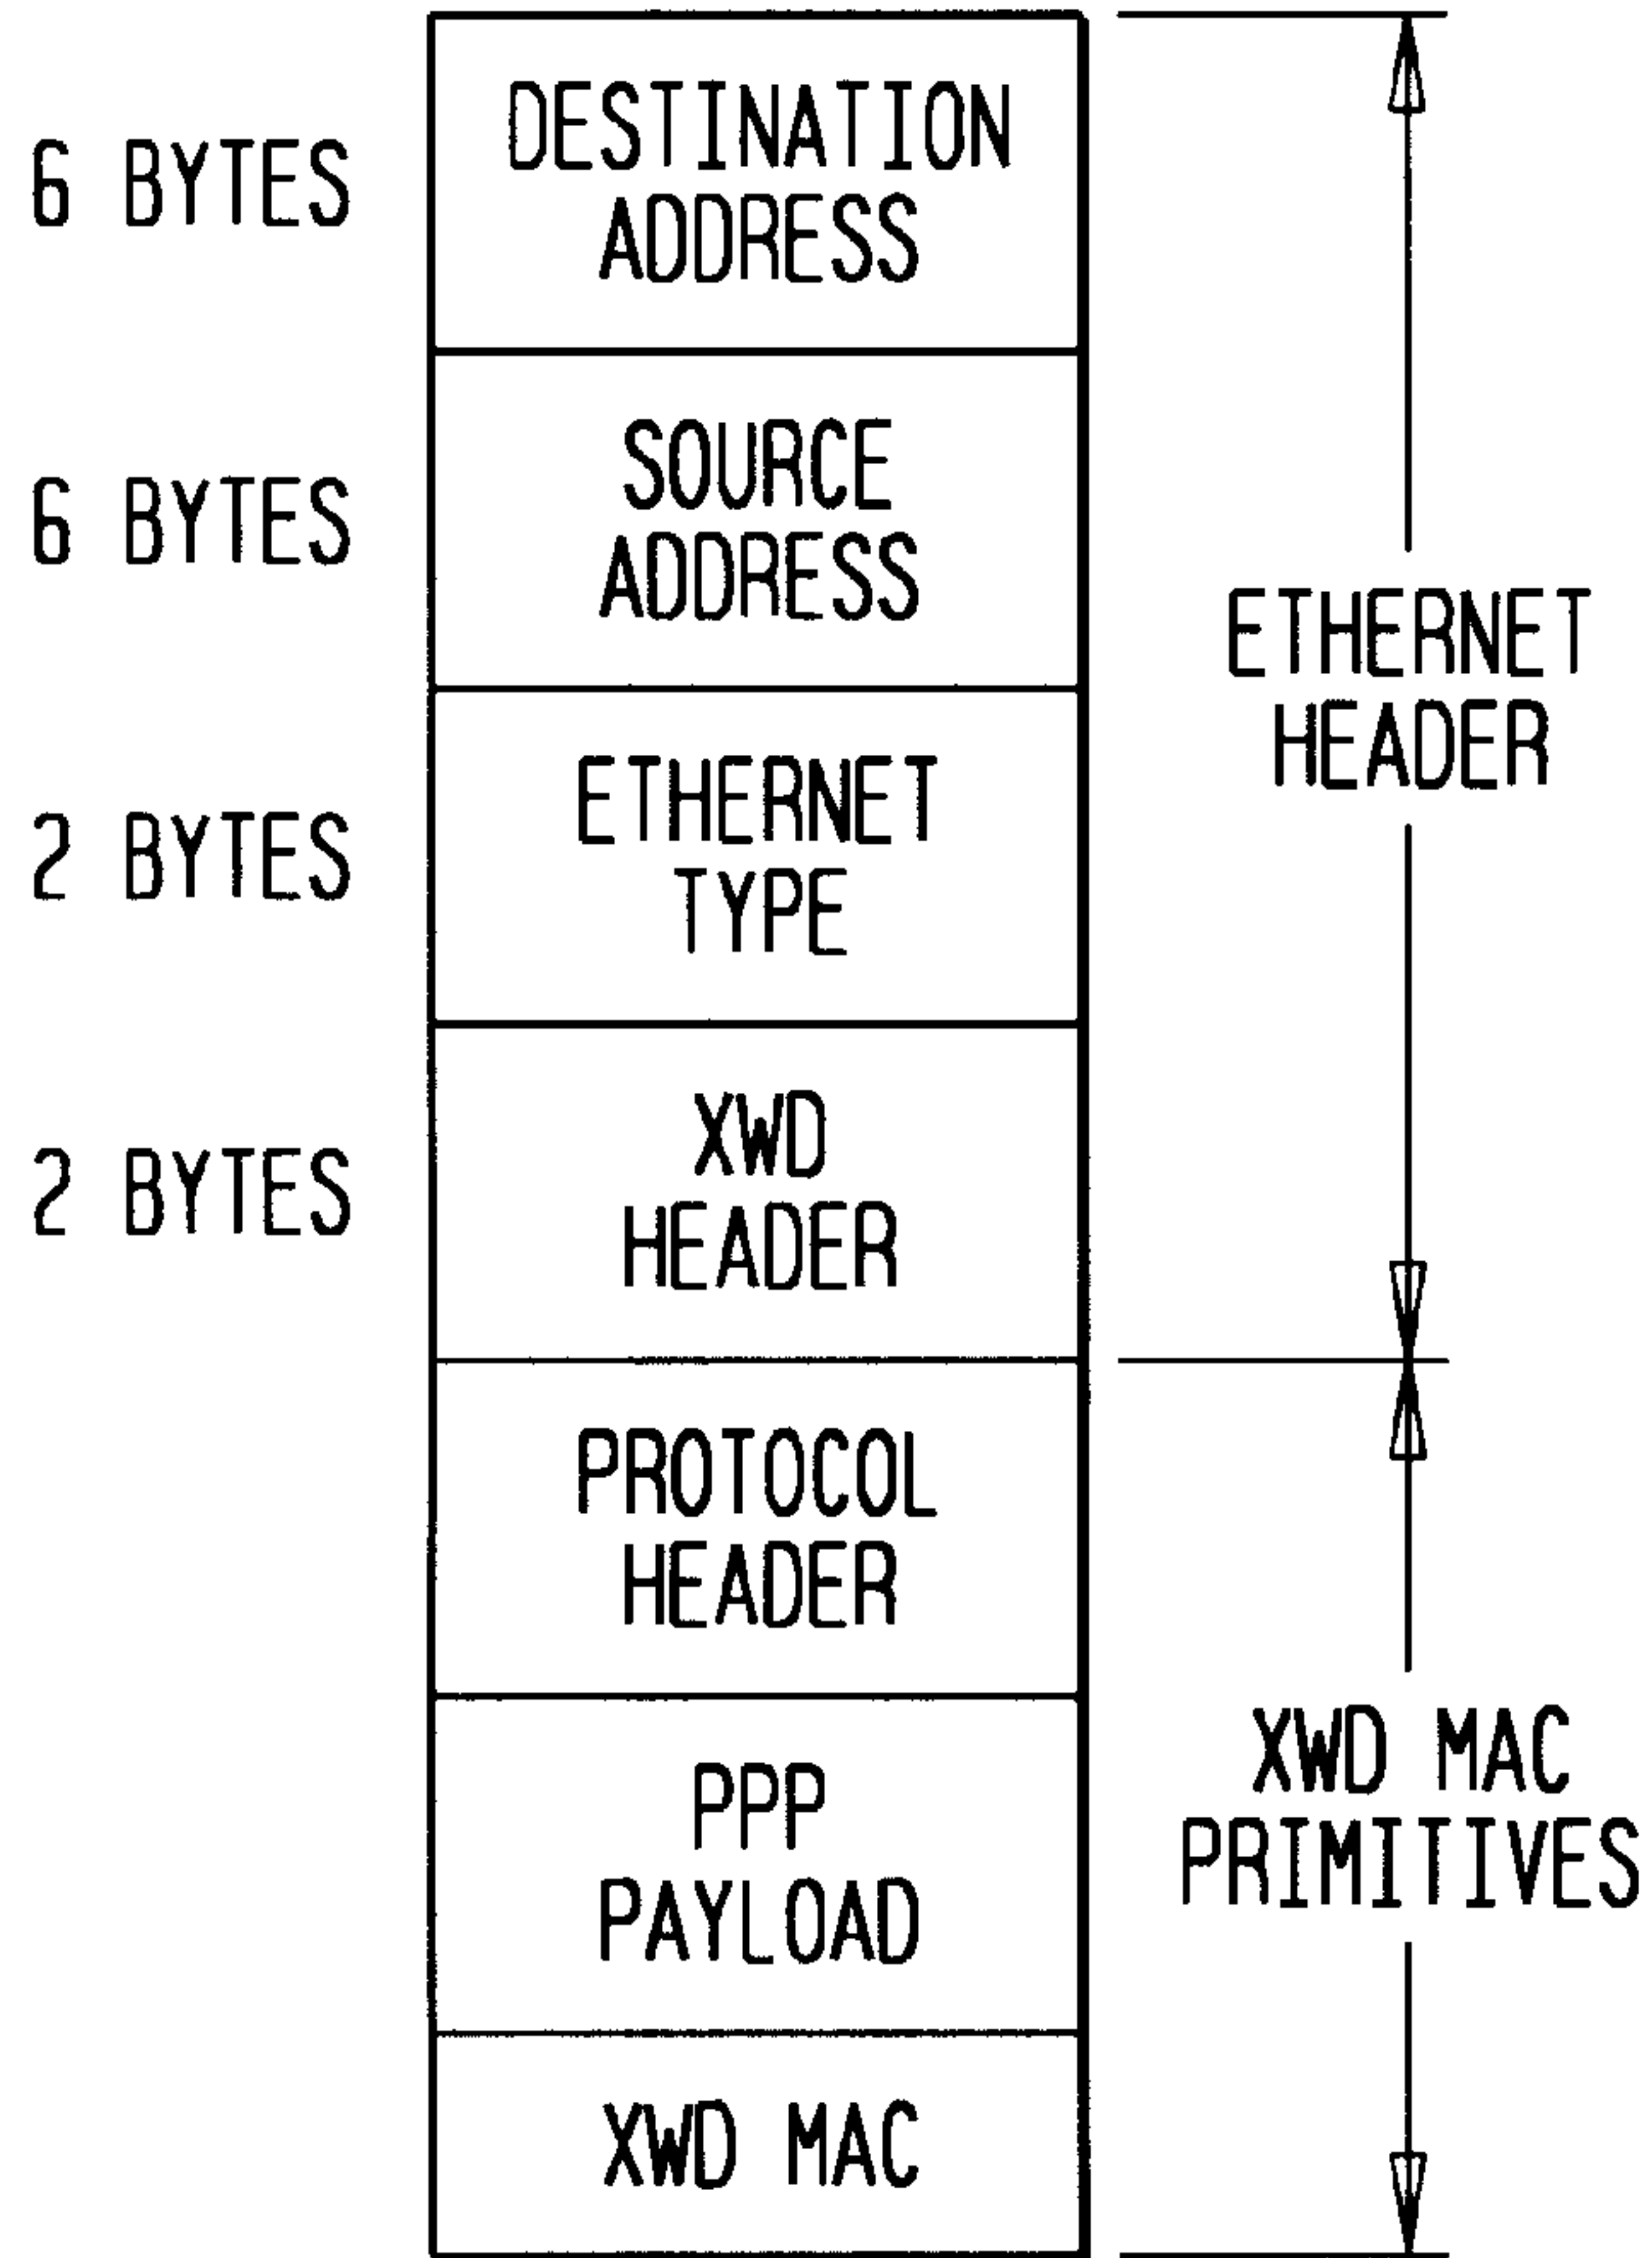 6 BYTES
DESTINATION
ADDRESS
6 BYTES
SOURCE
ADDRESS
ETHERNET
HEADER
2 BYTES
ETHERNET
TYPE
2 BYTES
XWD
HEADER
PROTOCOL
HEADER
PPP
PAYLOAD
XWD MAC
PRIMITIVES
XWD MAC